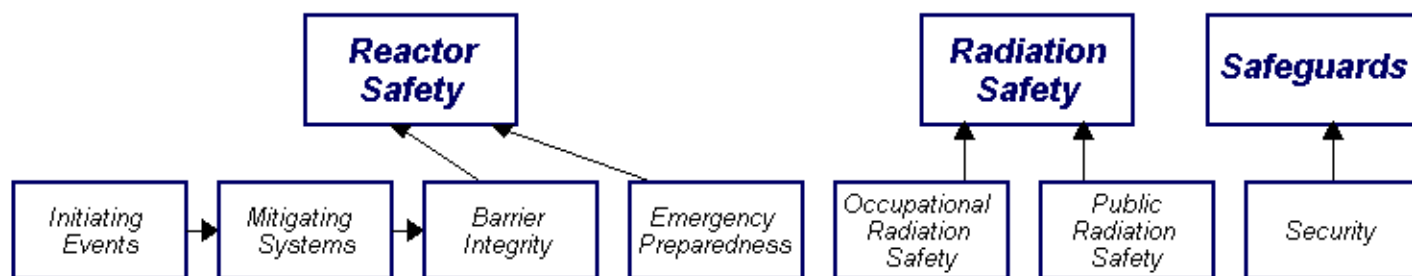 Reactor
Safety
Radiation
Safety
Safeguards
Initiating
Events
Mitigating
Systems
Barrier
Integrity
Emergency
Preparedness
Occupational
Radiation
Safety
Public
Radiation
Safety
Security